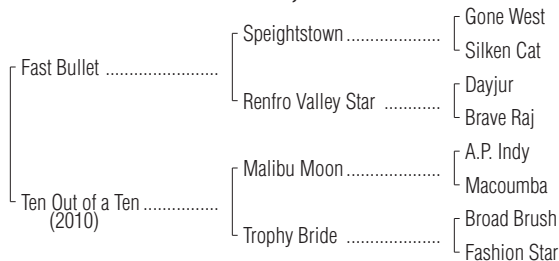 Gone West
Speightstown
Silken Cat
Fast Bullet
Dayjur
Renfro Valley Star
Brave Raj
A.P. Indy
Malibu Moon
Macoumba
Ten Out of a Ten
(2010)
Broad Brush
Trophy Bride
Fashion Star